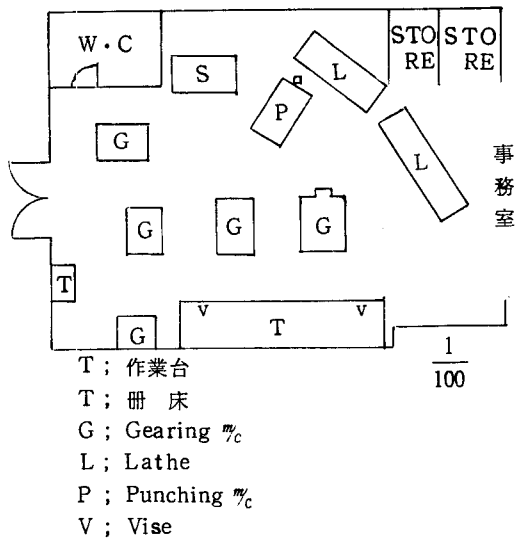 W・C
S
L
STO
RE
STO
RE
P
G
L
事務室
G
G
G
T
G
V
T
V
1
100
T ; 作業台
T ; 冊 床
G ; Gearing m/c
L ; Lathe
P ; Punching m/c
V ; Vise